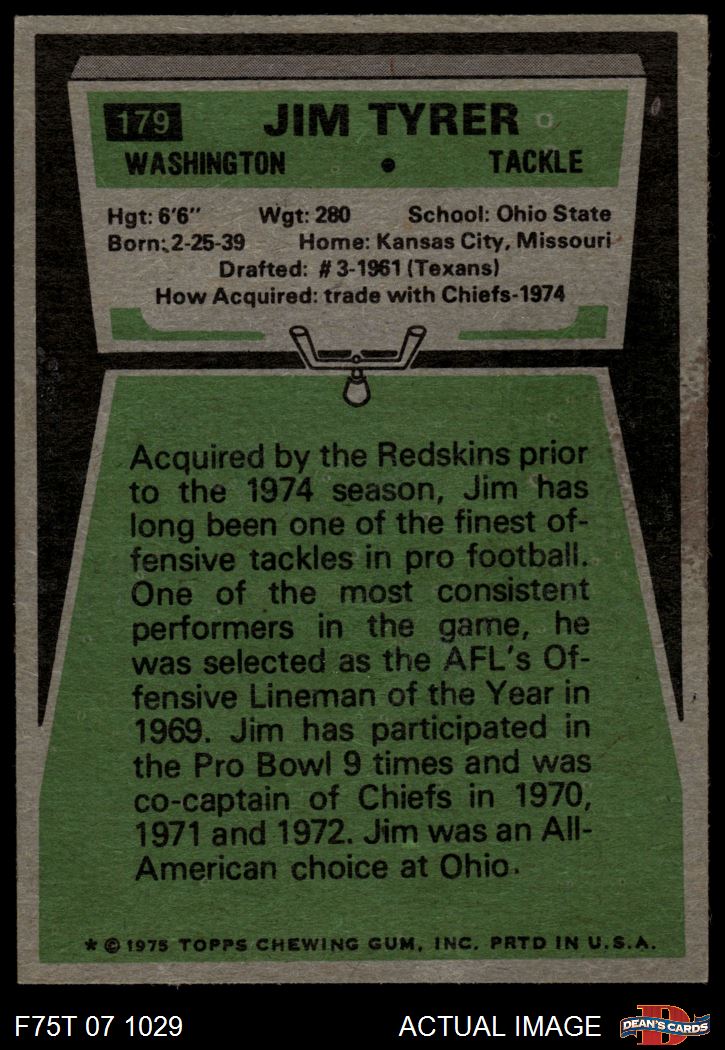 179 JIM TYRER
WASHINGTON • TACKLE
Hgt: 6'6" Wgt: 280 School: Ohio State
Born: 2-25-39 Home: Kansas City, Missouri
Drafted: #3-1961 (Texans)
How Acquired: trade with Chiefs-1974
Acquired by the Redskins prior
to the 1974 season, Jim has
long been one of the finest of-
fensive tackles in pro football.
One of the most consistent
performers in the game, he
was selected as the AFL's Of-
fensive Lineman of the Year in
1969. Jim has participated in
the Pro Bowl 9 times and was
co-captain of Chiefs in 1970,
1971 and 1972. Jim was an All-
American choice at Ohio.
* © 1975 TOPPS CHEWING GUM, INC. PRTD IN U.S.A.
F75T 07 1029 ACTUAL IMAGE D DEAN'S CARDS